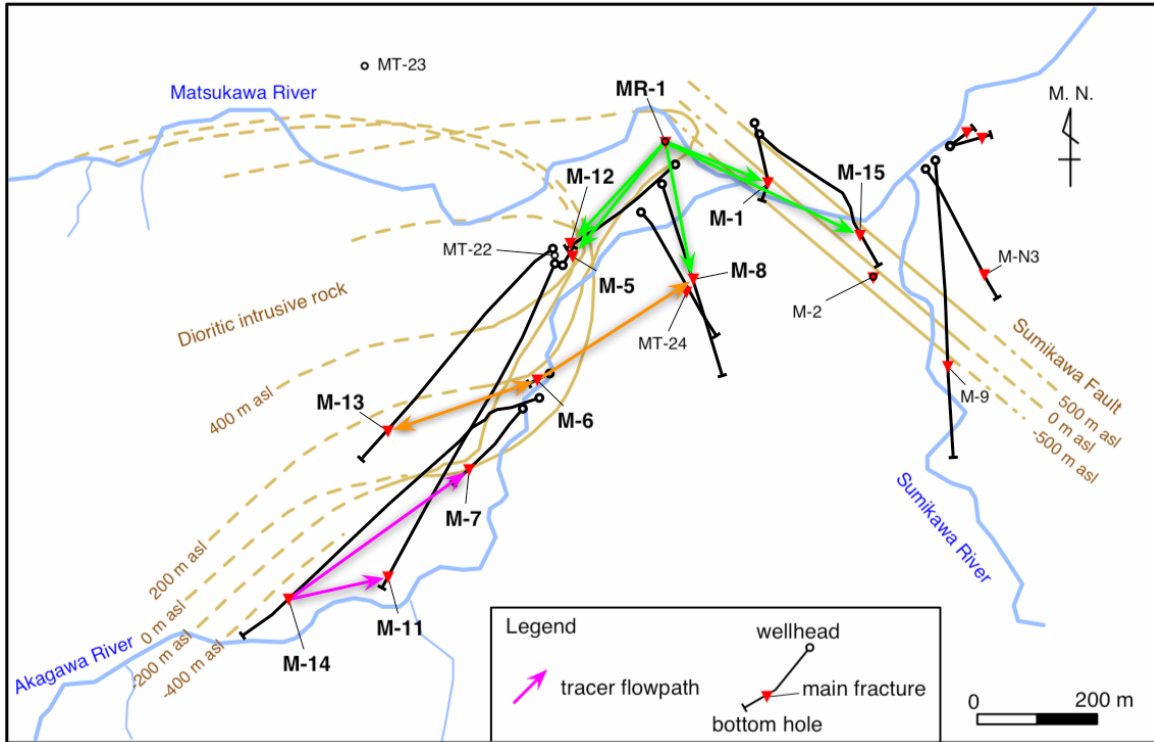 MT-23
Matsukawa River
MR-1
M. N.
M-12
M-15
M-1
MT-22
M-5
M-8
M-N3
M-2
Dioritic intrusive rock
MT-24
Sumikawa Fault
400 m asl
M-13
M-6
M-9
500 m asl
0 m asl
-500 m asl
M-7
Sumikawa River
200 m asl
0 m asl
-200 m asl
-400 m asl
M-11
M-14
Akagawa River
Legend
wellhead
tracer flowpath
main fracture
bottom hole
0 200 m